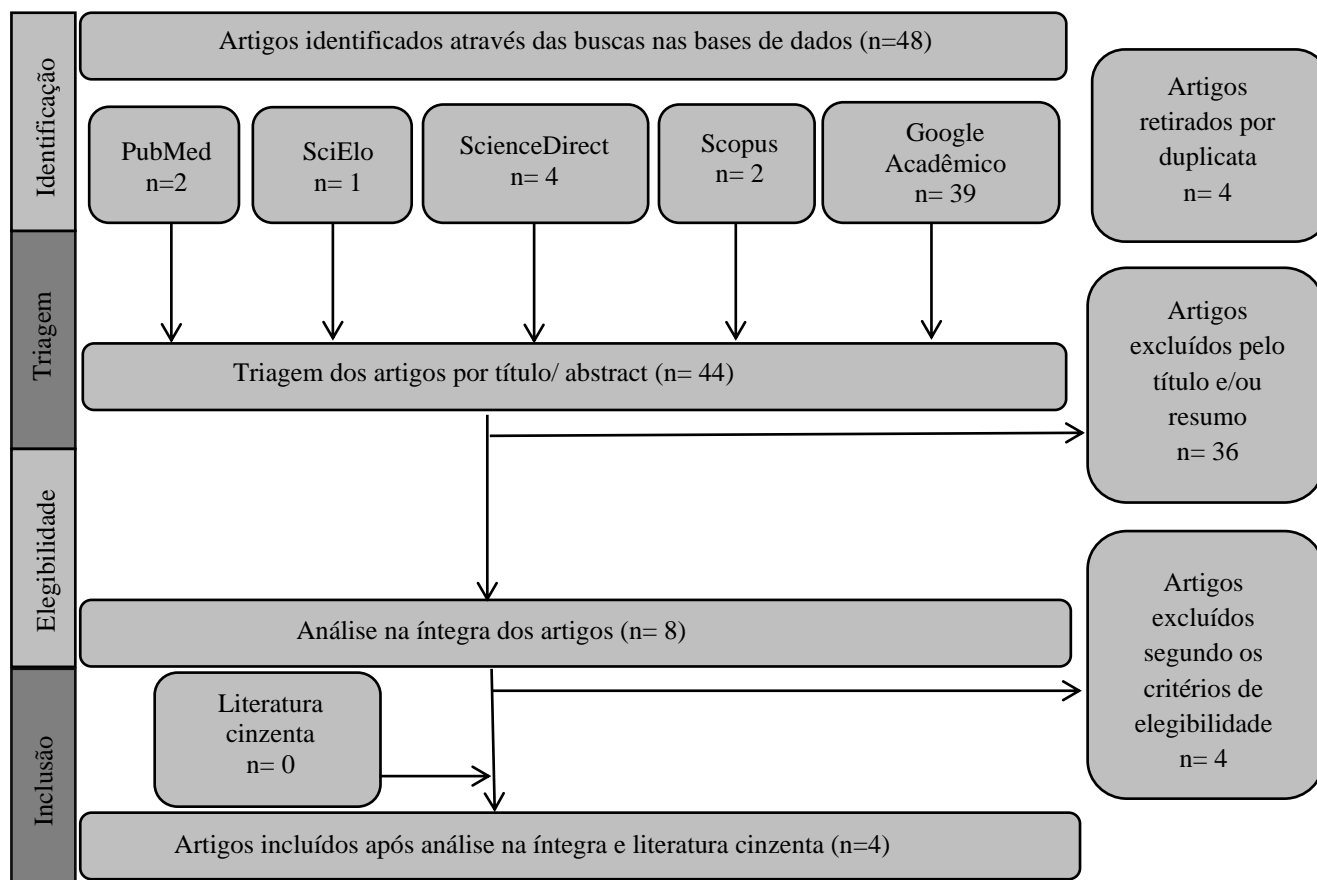 Identificação
Artigos identificados através das buscas nas bases de dados (n=48)
PubMed
n=2
SciElo
n= 1
ScienceDirect
n= 4
Scopus
n= 2
Google
Acadêmico
n= 39
Artigos
retirados por
duplicata
n= 4
Triagem
Triagem dos artigos por título/ abstract (n= 44)
Artigos
excluídos pelo
título e/ou
resumo
n= 36
Elegibilidade
Análise na íntegra dos artigos (n= 8)
Artigos
excluídos
segundo os
critérios de
elegibilidade
n= 4
Inclusão
Literatura
cinzenta
n= 0
Artigos incluídos após análise na íntegra e literatura cinzenta (n=4)